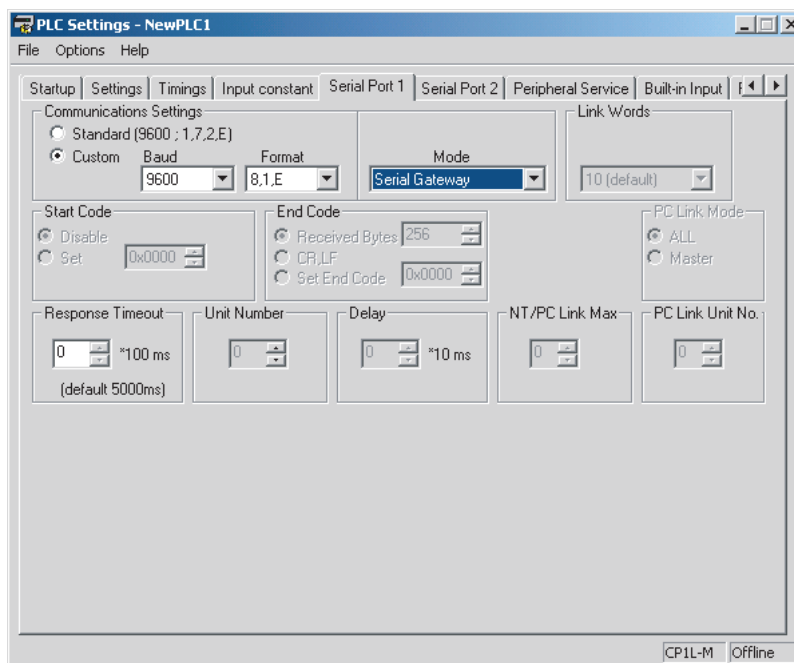 PLC Settings - NewPLC1
File Options Help
Startup Settings Timings Input constant Serial Port 1 Serial Port 2 Peripheral Service Built-in Input
Communications Settings
Standard (9600 ; 1,7,2,E)
Custom Baud Format Mode
9600 8,1,E Serial Gateway
Link Words
10 (default)
Start Code
Disable
Set 0x0000
End Code
Received Bytes 256
CR,LF
Set End Code 0x0000
PC Link Mode
ALL
Master
Response Timeout
0 *100 ms
(default 5000ms)
Unit Number
0
Delay
0 *10 ms
NT/PC Link Max
0
PC Link Unit No.
0
CP1L-M Offline